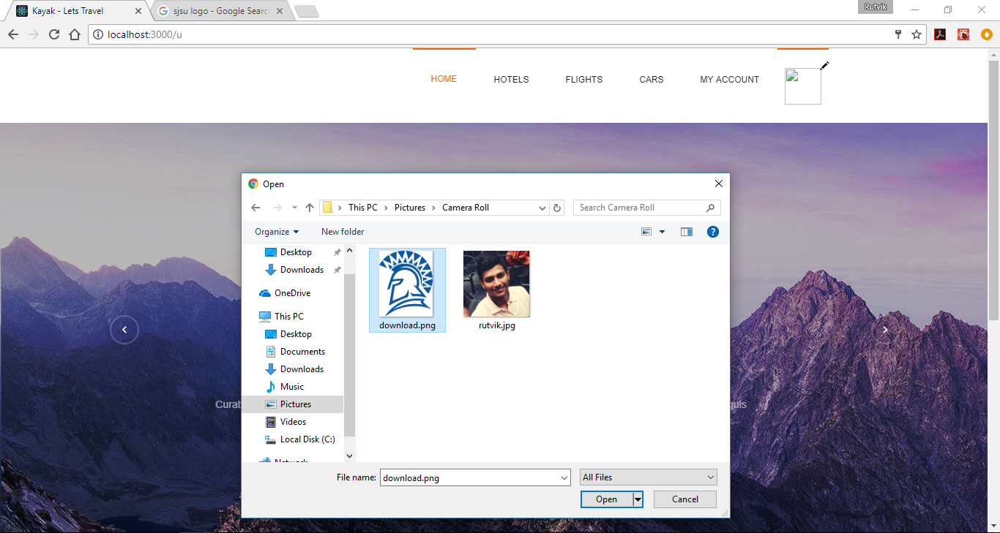 Kayak - Lets Travel
sjsu logo - Google Search
Rutvik
localhost:3000/u
HOME HOTELS FLIGHTS CARS MY ACCOUNT
Open
This PC > Pictures > Camera Roll
Search Camera Roll
Organize New folder
Desktop
Downloads
OneDrive
This PC
Desktop
Documents
Downloads
Music
Pictures
Videos
Local Disk (C:)
Network
download.png
rutvik.jpg
quis
File name: download.png
All Files
Open Cancel